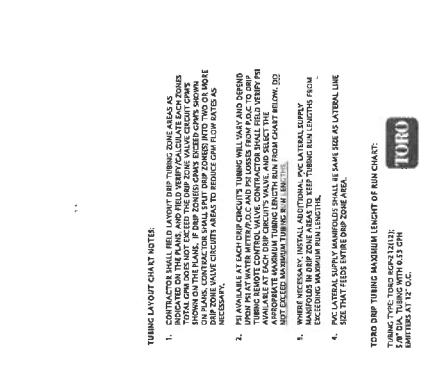 TUBING LAYOUT CHART NOTES:
1. CONTRACTOR SHALL FIELD LAYOUT DRIP TUBING ZONE AREAS AS
INDICATED ON THE PLANS, AND FIELD VERIFY/CALCULATE EACH ZONES
TOTAL GPM DOES NOT EXCEED THE DRIP ZONE VALVE CIRCUIT GPM'S
SHOWN ON THE PLANS. IF DRIP ZONE(S) GPM'S EXCEED GPM'S SHOWN
ON PLANS, CONTRACTOR SHALL SPLIT DRIP ZONE(S) INTO TWO OR MORE
DRIP ZONE VALVE CIRCUITS AREAS TO REDUCE GPM FLOW RATES AS
NECESSARY.
2. PSI AVAILABLE AT EACH DRIP CIRCUIT'S TUBING WILL VARY AND DEPEND
UPON PSI AT WATER METER/P.O.C AND PSI LOSSES FROM P.O.C TO DRIP
TUBING REMOTE CONTROL VALVE. CONTRACTOR SHALL FIELD VERIFY PSI
AVAILABLE AT EACH DRIP CIRCUIT'S VALVE, AND SELECT THE
APPROPRIATE MAXIMUM TUBING LENGTH RUN FROM CHART BELOW. DO
NOT EXCEED MAXIMUM TUBING RUN LENGTHS.
3. WHERE NECESSARY, INSTALL ADDITIONAL PVC LATERAL SUPPLY
MANIFOLDS IN DRIP ZONE AREAS TO KEEP TUBING RUN LENGTHS FROM
EXCEEDING MAXIMUM RUN LENGTHS.
4. PVC LATERAL SUPPLY MANIFOLDS SHALL BE SAME SIZE AS LATERAL LINE
SIZE THAT FEEDS ENTIRE DRIP ZONE AREA.
TORO DRIP TUBING MAXIMUM LENGHT OF RUN CHART:
TUBING TYPE: TORO RGP-212(12):
5/8" DIA. TUBING WITH 0.53 GPH
EMITTERS AT 12" O.C.
TORO